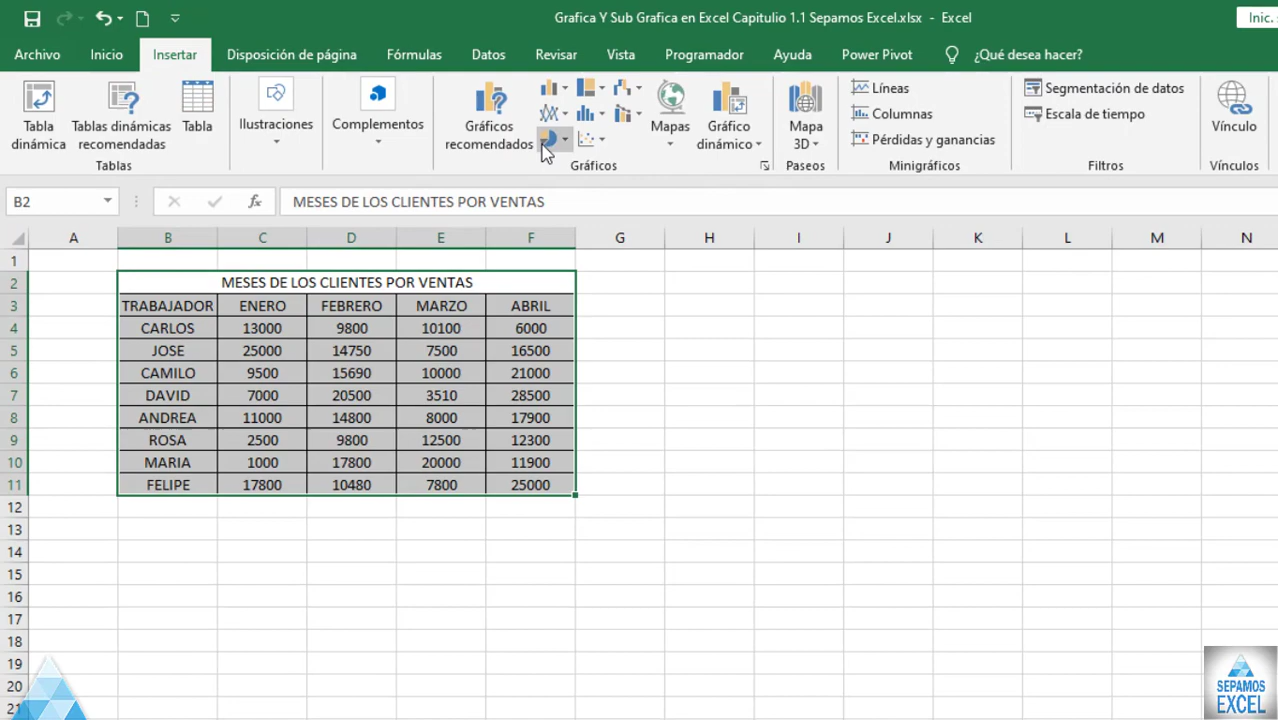 Grafica Y Sub Grafica en Excel Capitulio 1.1 Sepamos Excel.xlsx - Excel
Inic.
Archivo Inicio Insertar Disposición de página Fórmulas Datos Revisar Vista Programador Ayuda Power Pivot ¿Qué desea hacer?
Tabla dinámica
Tablas dinámicas recomendadas
Tabla
Tablas
Ilustraciones
Complementos
Gráficos recomendados
Mapas
Gráfico dinámico
Gráficos
Mapa 3D
Paseos
Líneas
Columnas
Pérdidas y ganancias
Minigráficos
Segmentación de datos
Escala de tiempo
Filtros
Vínculo
Vínculos
B2 fx MESES DE LOS CLIENTES POR VENTAS
A B C D E F G H I J K L M N
1
2 MESES DE LOS CLIENTES POR VENTAS
3 TRABAJADOR ENERO FEBRERO MARZO ABRIL
4 CARLOS 13000 9800 10100 6000
5 JOSE 25000 14750 7500 16500
6 CAMILO 9500 15690 10000 21000
7 DAVID 7000 20500 3510 28500
8 ANDREA 11000 14800 8000 17900
9 ROSA 2500 9800 12500 12300
10 MARIA 1000 17800 20000 11900
11 FELIPE 17800 10480 7800 25000
12
13
14
15
16
17
18
19
20
21
SEPAMOS
EXCEL